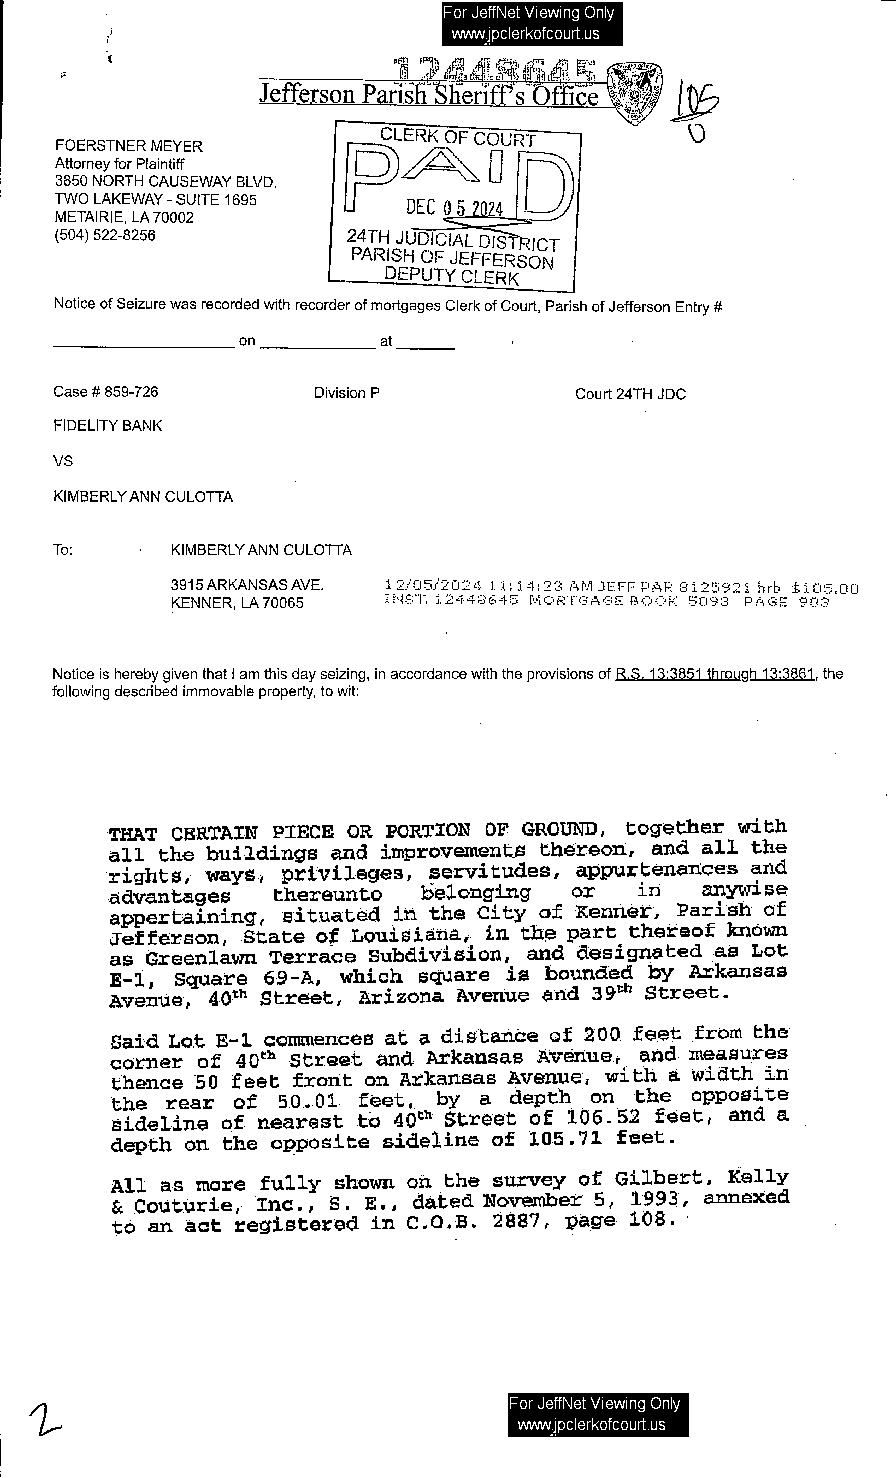 For JeffNet Viewing Only
www.jpclerkofcourt.us
12448645
Jefferson Parish Sheriff's Office
105
0
FOERSTNER MEYER
Attorney for Plaintiff
3850 NORTH CAUSEWAY BLVD.
TWO LAKEWAY - SUITE 1695
METAIRIE, LA 70002
(504) 522-8256
CLERK OF COURT
PAID
DEC 05 2024
24TH JUDICIAL DISTRICT
PARISH OF JEFFERSON
DEPUTY CLERK
Notice of Seizure was recorded with recorder of mortgages Clerk of Court, Parish of Jefferson Entry #
on at
Case # 859-726 Division P Court 24TH JDC
FIDELITY BANK
VS
KIMBERLY ANN CULOTTA
To: KIMBERLY ANN CULOTTA
3915 ARKANSAS AVE.
KENNER, LA 70065
12/05/2024 11:14:23 AM JEFF PAR 8125921 hrb $105.00
INST. 12448645 MORTGAGE BOOK 5093 PAGE 903
Notice is hereby given that I am this day seizing, in accordance with the provisions of R.S. 13:3851 through 13:3861, the
following described immovable property, to wit:
THAT CERTAIN PIECE OR PORTION OF GROUND, together with
all the buildings and improvements thereon, and all the
rights, ways, privileges, servitudes, appurtenances and
advantages thereunto belonging or in anywise
appertaining, situated in the City of Kenner, Parish of
Jefferson, State of Louisiana, in the part thereof known
as Greenlawn Terrace Subdivision, and designated as Lot
E-1, Square 69-A, which square is bounded by Arkansas
Avenue, 40th Street, Arizona Avenue and 39th Street.
Said Lot E-1 commences at a distance of 200 feet from the
corner of 40th Street and Arkansas Avenue, and measures
thence 50 feet front on Arkansas Avenue, with a width in
the rear of 50.01 feet, by a depth on the opposite
sideline of nearest to 40th Street of 106.52 feet, and a
depth on the opposite sideline of 105.71 feet.
All as more fully shown on the survey of Gilbert, Kelly
& Couturie, Inc., S. E., dated November 5, 1993, annexed
to an act registered in C.O.B. 2887, page 108.
2
For JeffNet Viewing Only
www.jpclerkofcourt.us